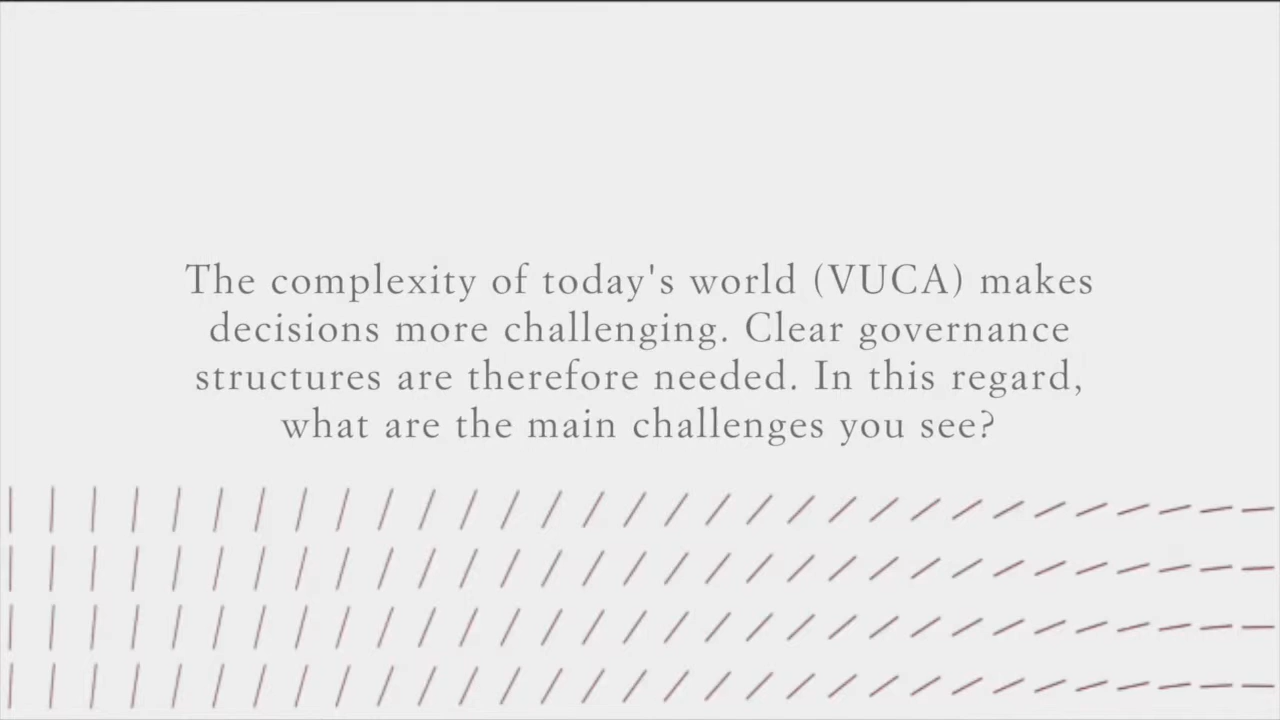 The complexity of today's world (VUCA) makes
decisions more challenging. Clear governance
structures are therefore needed. In this regard,
what are the main challenges you see?